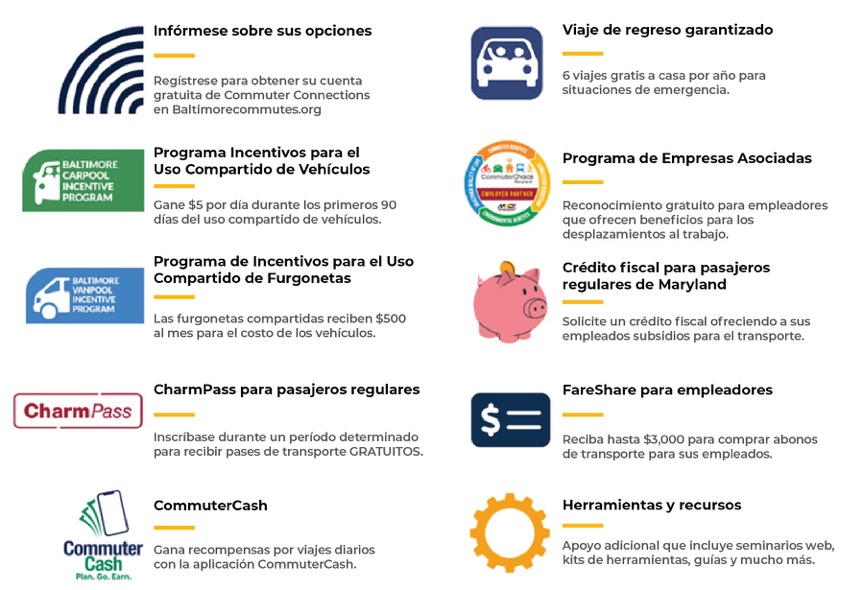 Infórmese sobre sus opciones
Regístrese para obtener su cuenta
gratuita de Commuter Connections
en Baltimorecommutes.org
BALTIMORE
CARPOOL
INCENTIVE
PROGRAM
Programa Incentivos para el
Uso Compartido de Vehículos
Gane $5 por día durante los primeros 90
días del uso compartido de vehículos.
BALTIMORE
VANPOOL
INCENTIVE
PROGRAM
Programa de Incentivos para el Uso
Compartido de Furgonetas
Las furgonetas compartidas reciben $500
al mes para el costo de los vehículos.
CharmPass
CharmPass para pasajeros regulares
Inscríbase durante un período determinado
para recibir pases de transporte GRATUITOS.
Commuter
Cash
Plan. Go. Earn.
CommuterCash
Gana recompensas por viajes diarios
con la aplicación CommuterCash.
Viaje de regreso garantizado
6 viajes gratis a casa por año para
situaciones de emergencia.
COMMUTER BENEFITS
CommuterChoice
Maryland
EMPLOYER PARTNER
ENVIRONMENTAL BENEFITS
Programa de Empresas Asociadas
Reconocimiento gratuito para empleadores
que ofrecen beneficios para los
desplazamientos al trabajo.
Crédito fiscal para pasajeros
regulares de Maryland
Solicite un crédito fiscal ofreciendo a sus
empleados subsidios para el transporte.
$
FareShare para empleadores
Reciba hasta $3,000 para comprar abonos
de transporte para sus empleados.
Herramientas y recursos
Apoyo adicional que incluye seminarios web,
kits de herramientas, guías y mucho más.